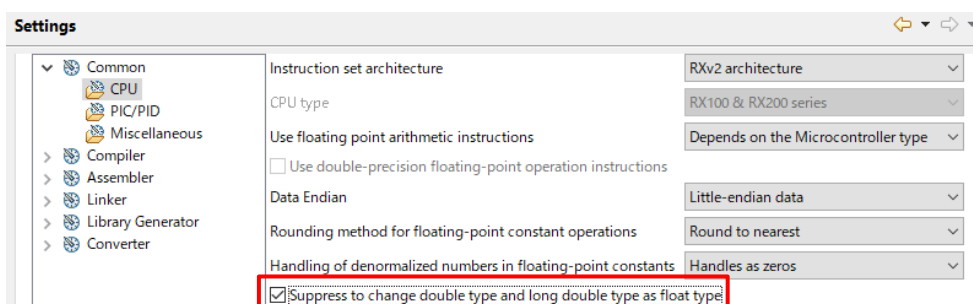 Settings
Common
CPU
PIC/PID
Miscellaneous
Compiler
Assembler
Linker
Library Generator
Converter
Instruction set architecture RXv2 architecture
CPU type RX100 & RX200 series
Use floating point arithmetic instructions Depends on the Microcontroller type
Use double-precision floating-point operation instructions
Data Endian Little-endian data
Rounding method for floating-point constant operations Round to nearest
Handling of denormalized numbers in floating-point constants Handles as zeros
Suppress to change double type and long double type as float type